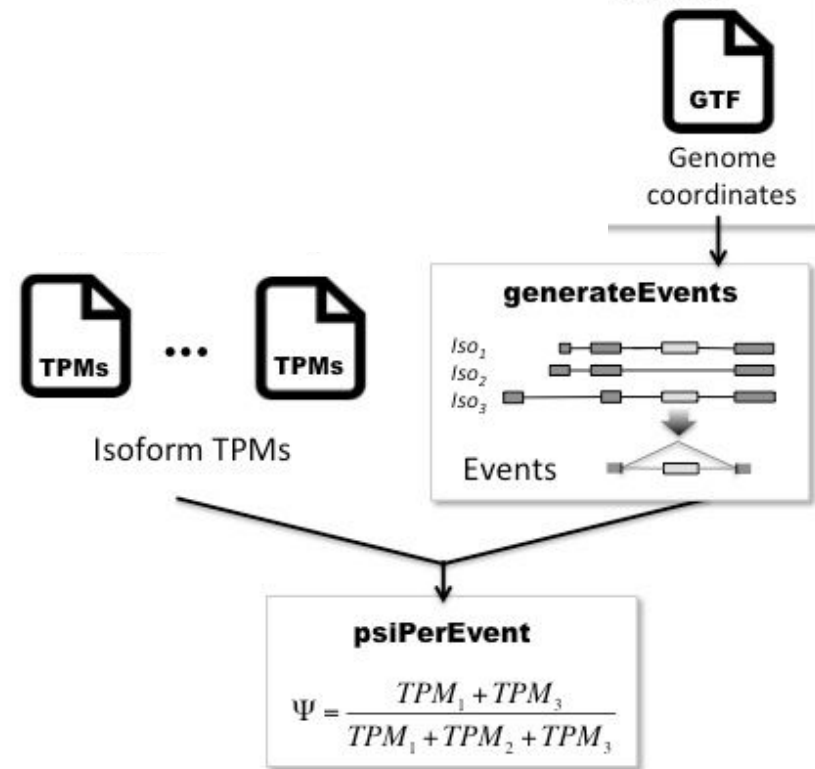 GTF
Genome
coordinates
generateEvents
Iso₁
Iso₂
Iso₃
Events
TPMs ... TPMs
Isoform TPMs
psiPerEvent
Ψ = (TPM₁ + TPM₃) / (TPM₁ + TPM₂ + TPM₃)